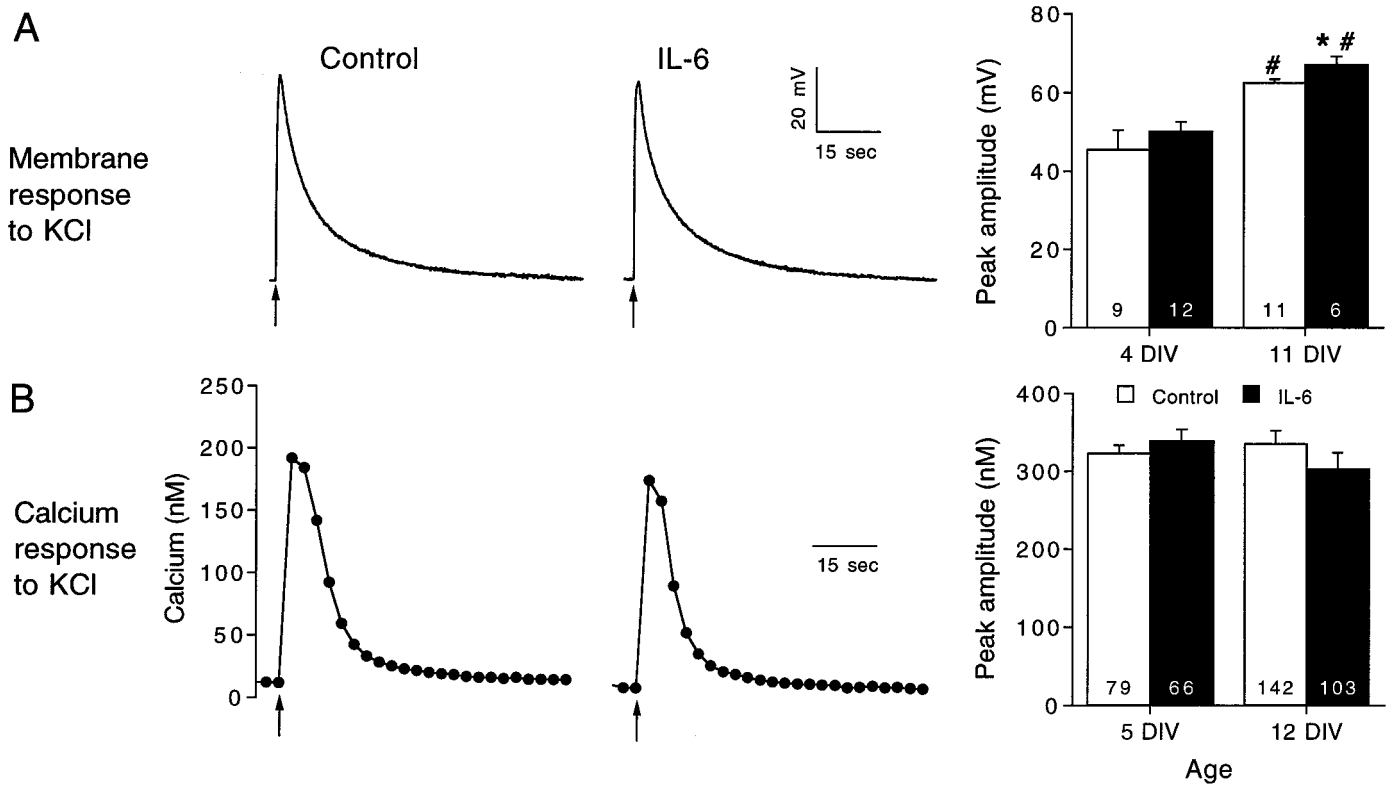 A
Control
IL-6
20 mV
15 sec
Membrane
response
to KCl
Peak amplitude (mV)
80
60
40
20
0
#
* #
9
12
11
6
4 DIV
11 DIV
B
Calcium
response
to KCl
Calcium (nM)
250
200
150
100
50
0
15 sec
Peak amplitude (nM)
400
300
200
100
0
Control
IL-6
79
66
142
103
5 DIV
12 DIV
Age